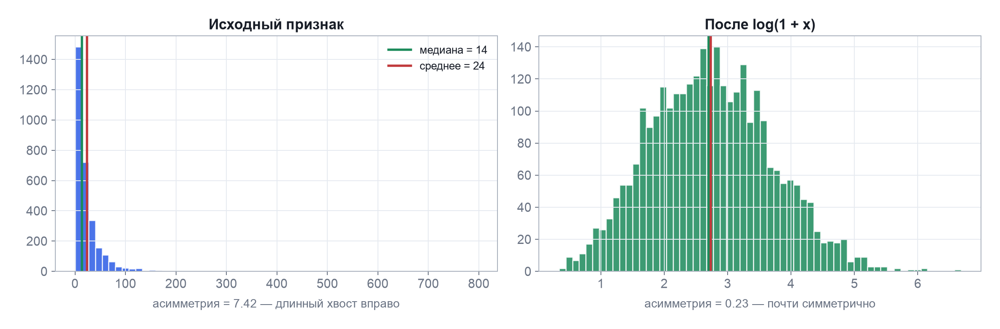 Исходный признак
медиана = 14
среднее = 24
1400
1200
1000
800
600
400
200
0
0 100 200 300 400 500 600 700 800
асимметрия = 7.42 — длинный хвост вправо
После log(1 + x)
140
120
100
80
60
40
20
0
1 2 3 4 5 6
асимметрия = 0.23 — почти симметрично